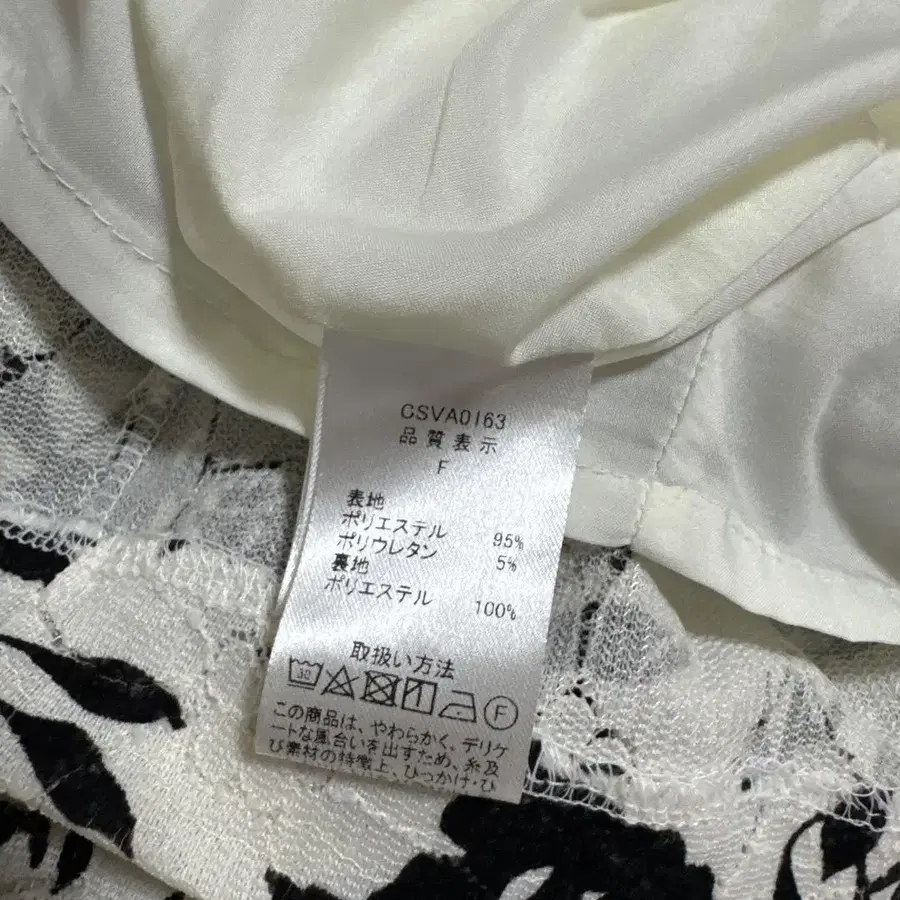 CSVA0163
品質表示
F
表地
ポリエステル 95%
ポリウレタン 5%
裏地
ポリエステル 100%
取扱い方法
30 F
この商品は、やわらかく、デリケ
ートな風合いを出すため、糸及
び素材の特業上、ひっかけ・ひ